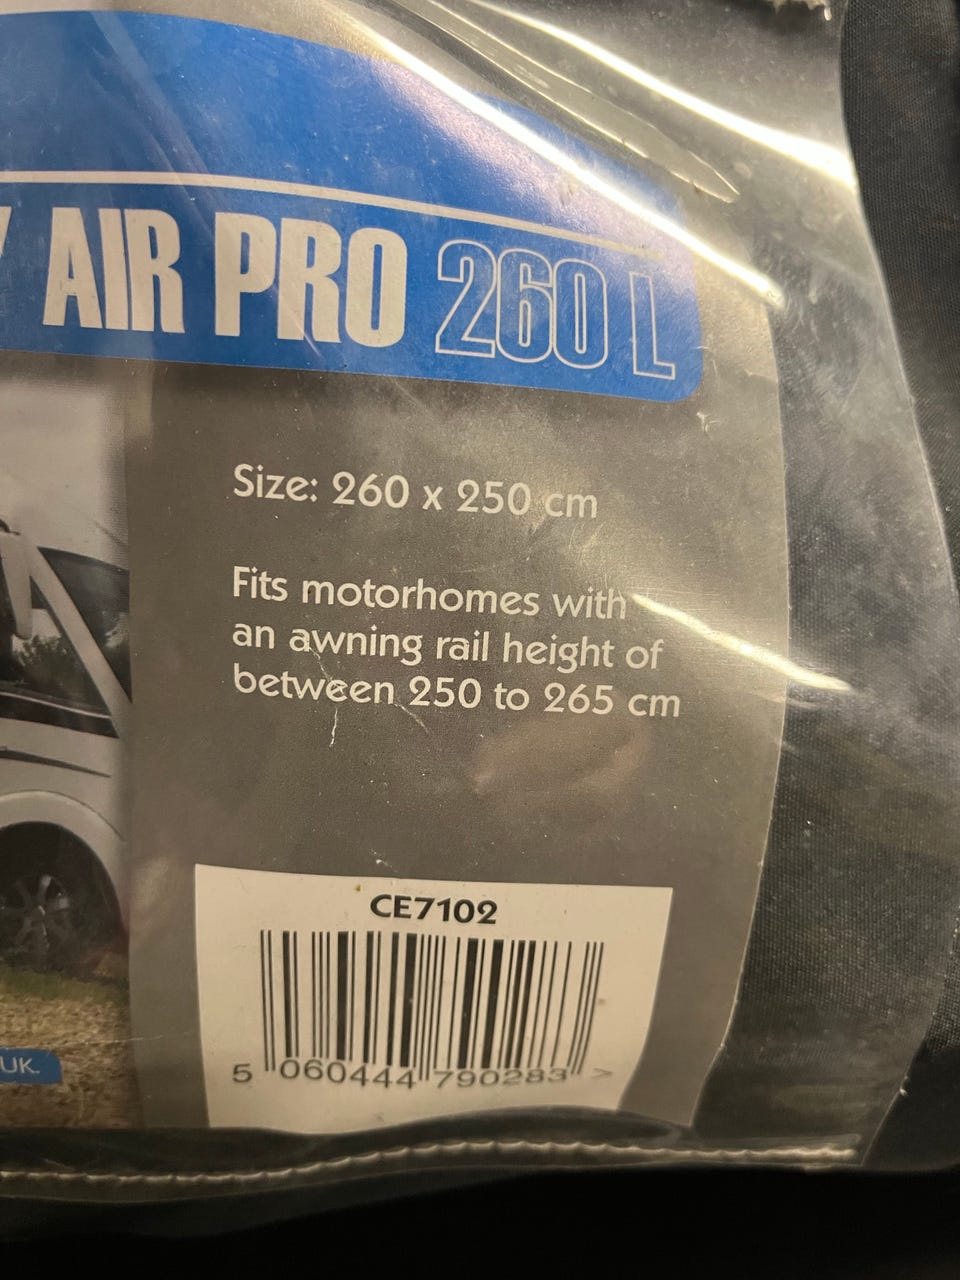 AIR PRO 260 L
Size: 260 x 250 cm
Fits motorhomes with
an awning rail height of
between 250 to 265 cm
CE7102
5 060444 790283 >
UK.